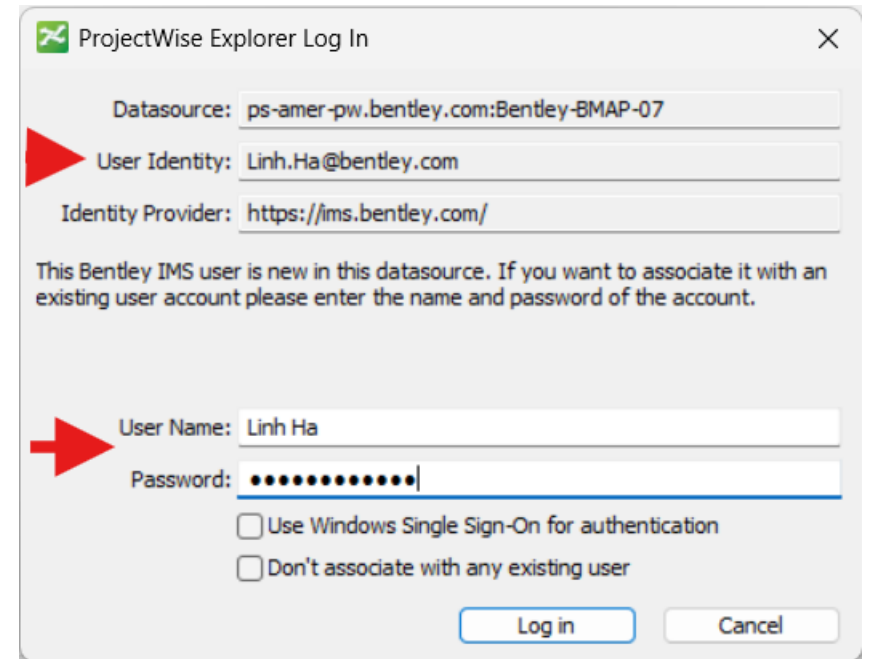 ProjectWise Explorer Log In
Datasource: ps-amer-pw.bentley.com:Bentley-BMAP-07
User Identity: Linh.Ha@bentley.com
Identity Provider: https://ims.bentley.com/
This Bentley IMS user is new in this datasource. If you want to associate it with an
existing user account please enter the name and password of the account.
User Name: Linh Ha
Password: ••••••••••••
Use Windows Single Sign-On for authentication
Don't associate with any existing user
Log in Cancel